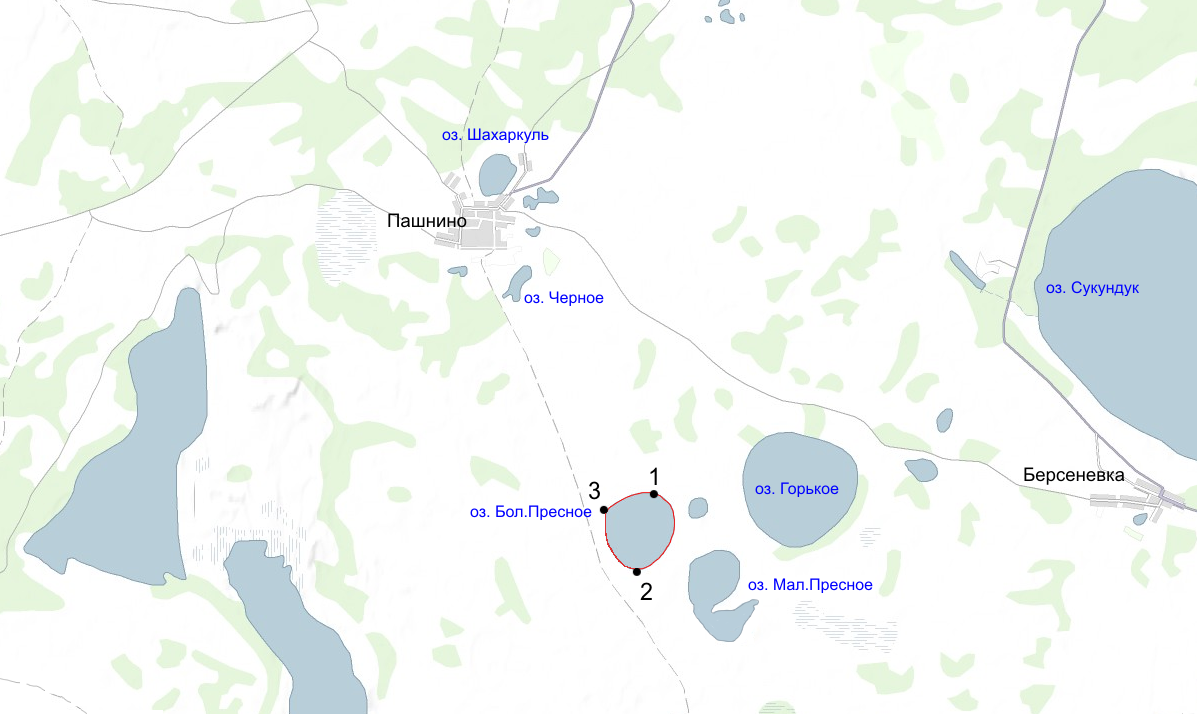 оз. Шахаркуль
Пашнино
оз. Черное
оз. Сукундук
Берсеневка
1
3
оз. Горькое
оз. Бол.Пресное
оз. Мал.Пресное
2